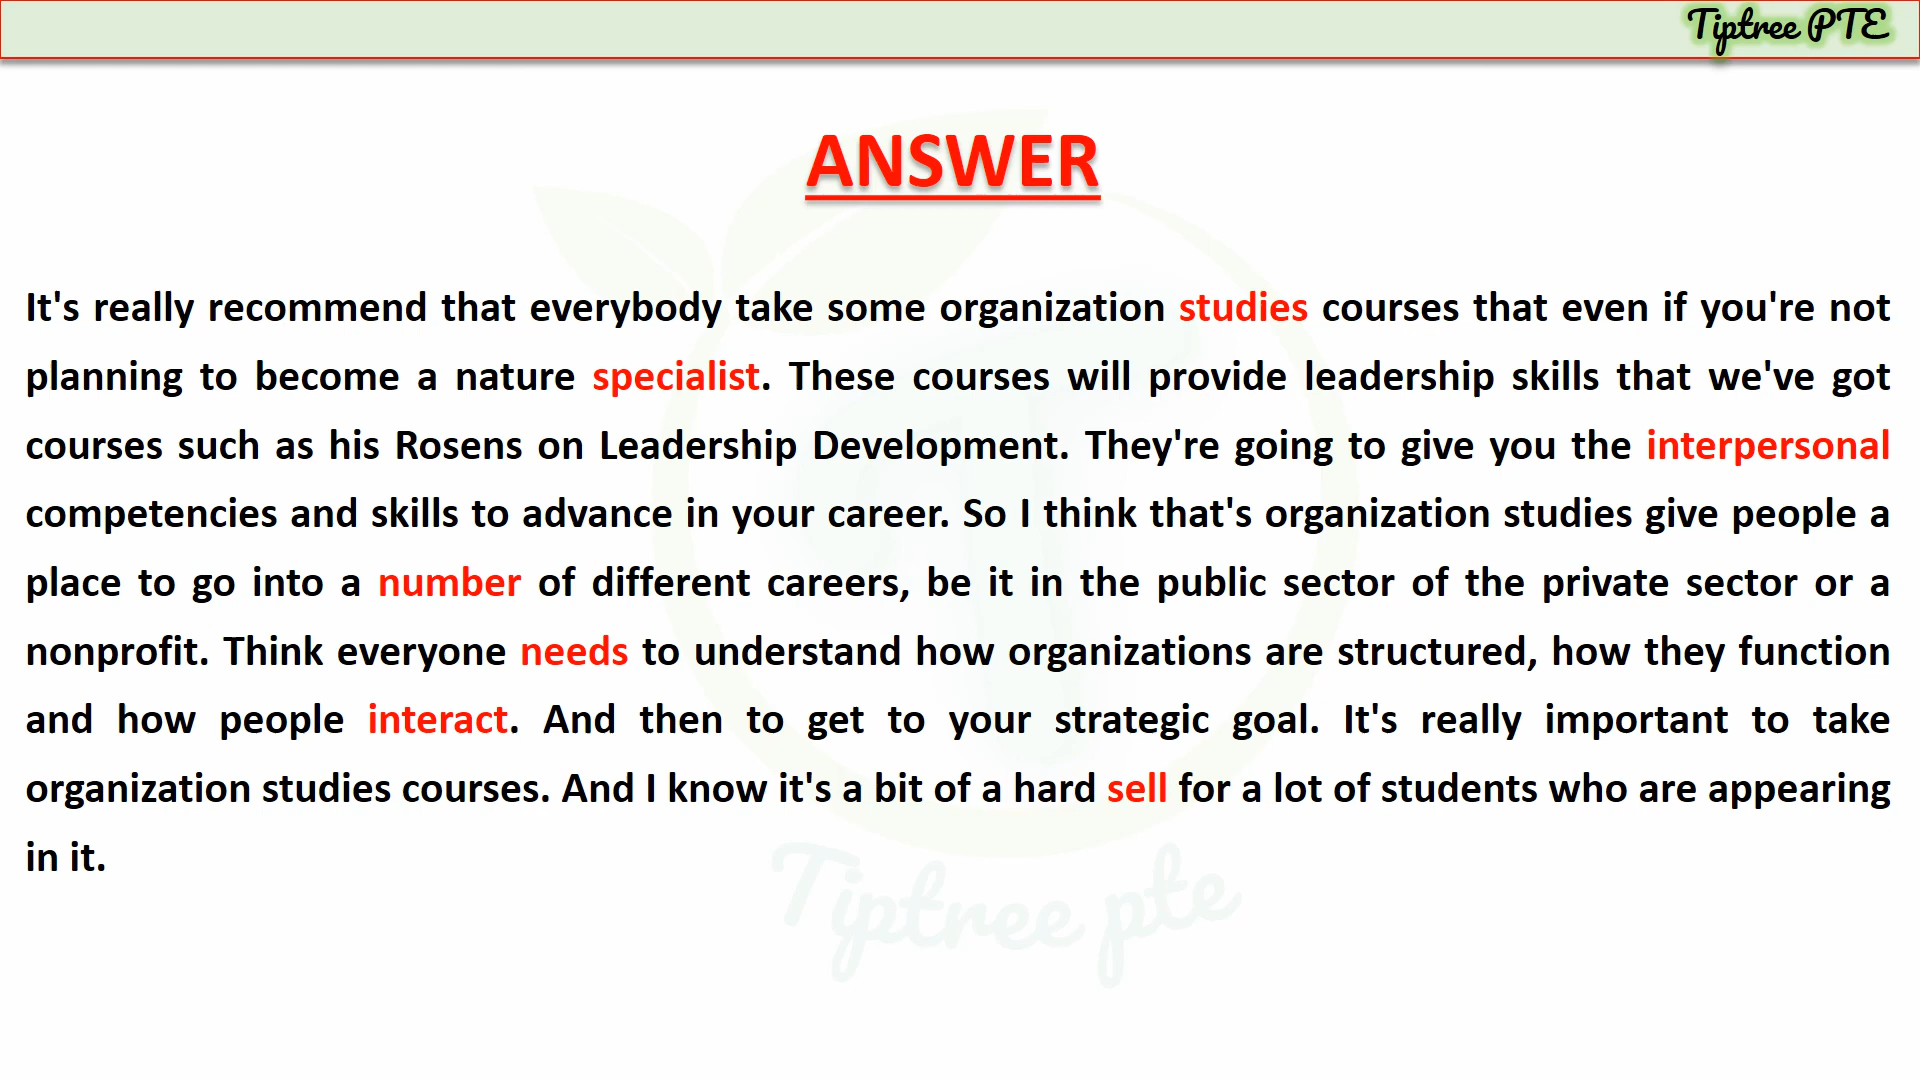 Tiptree PTE
ANSWER
It's really recommend that everybody take some organization studies courses that even if you're not
planning to become a nature specialist. These courses will provide leadership skills that we've got
courses such as his Rosens on Leadership Development. They're going to give you the interpersonal
competencies and skills to advance in your career. So I think that's organization studies give people a
place to go into a number of different careers, be it in the public sector of the private sector or a
nonprofit. Think everyone needs to understand how organizations are structured, how they function
and how people interact. And then to get to your strategic goal. It's really important to take
organization studies courses. And I know it's a bit of a hard sell for a lot of students who are appearing
in it.
Tiptree pte